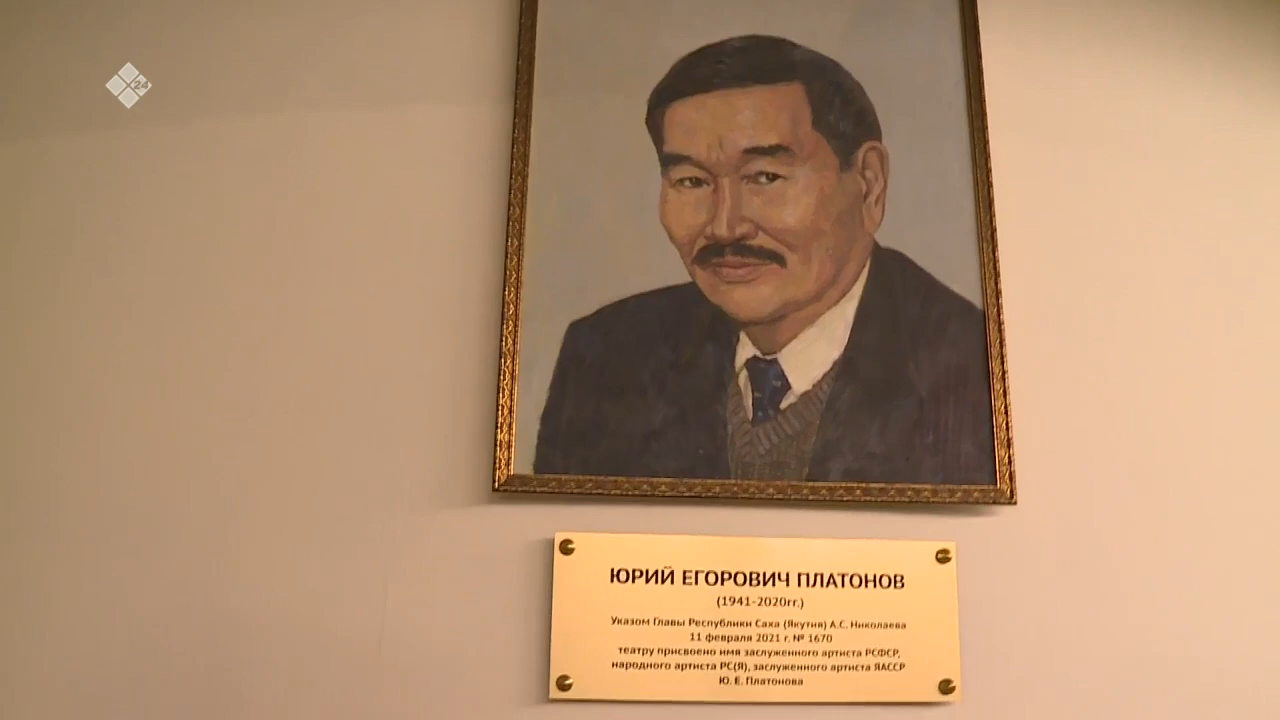 x24
ЮРИЙ ЕГОРОВИЧ ПЛАТОНОВ
(1941-2020гг.)
Указом Главы Республики Саха (Якутия) А.С. Николаева
11 февраля 2021 г. № 1670
театру присвоено имя заслуженного артиста РСФСР,
народного артиста РС(Я), заслуженного артиста ЯАССР
Ю. Е. Платонова